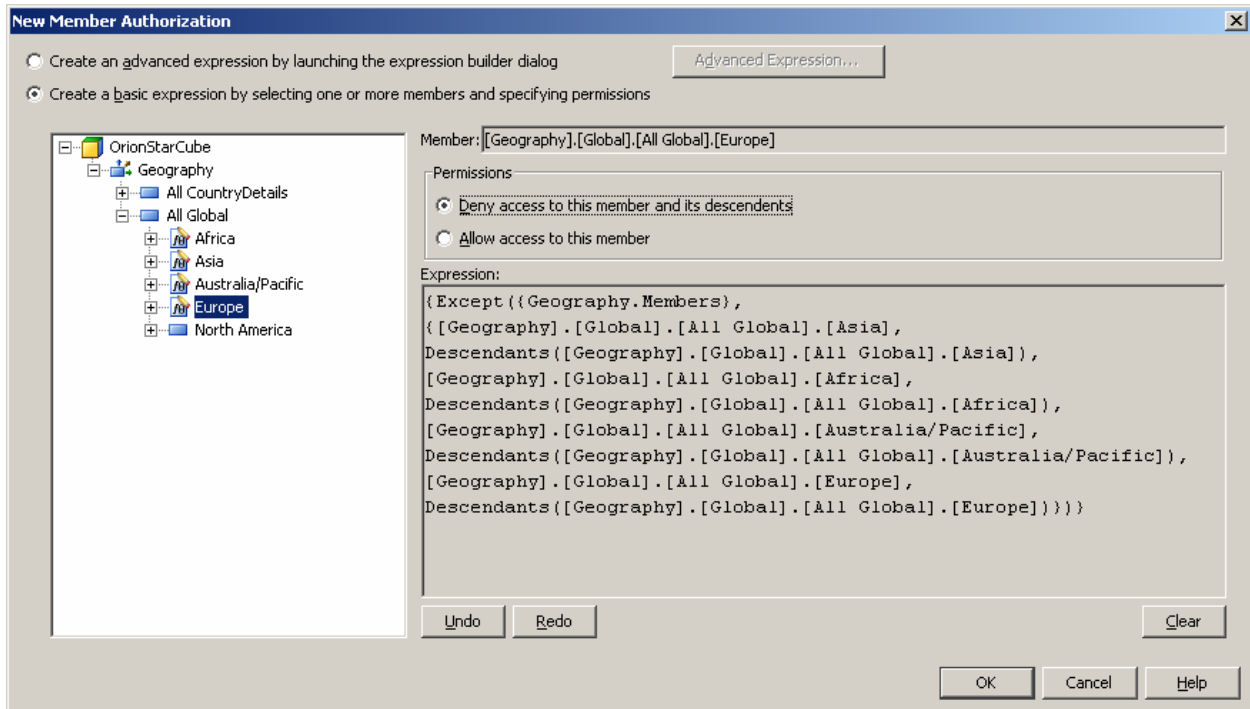 New Member Authorization
Create an advanced expression by launching the expression builder dialog
Advanced Expression...
Create a basic expression by selecting one or more members and specifying permissions
OrionStarCube
Geography
All CountryDetails
All Global
Africa
Asia
Australia/Pacific
Europe
North America
Member: [Geography].[Global].[All Global].[Europe]
Permissions
Deny access to this member and its descendents
Allow access to this member
Expression:
{Except({Geography.Members},
{[Geography].[Global].[All Global].[Asia],
Descendants([Geography].[Global].[All Global].[Asia]),
[Geography].[Global].[All Global].[Africa],
Descendants([Geography].[Global].[All Global].[Africa]),
[Geography].[Global].[All Global].[Australia/Pacific],
Descendants([Geography].[Global].[All Global].[Australia/Pacific]),
[Geography].[Global].[All Global].[Europe],
Descendants([Geography].[Global].[All Global].[Europe])})}
Undo
Redo
Clear
OK
Cancel
Help